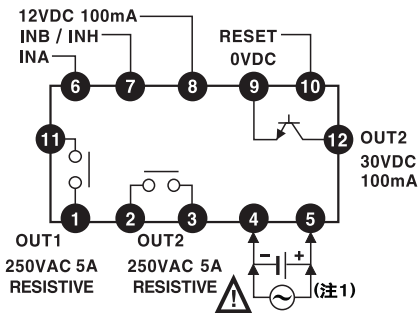 12VDC 100mA
INB / INH
INA
RESET
0VDC
6 7 8 9 10
11
12
OUT2
30VDC
100mA
1 2 3 4 5
OUT1
250VAC 5A
RESISTIVE
OUT2
250VAC 5A
RESISTIVE
- +
(注1)
!